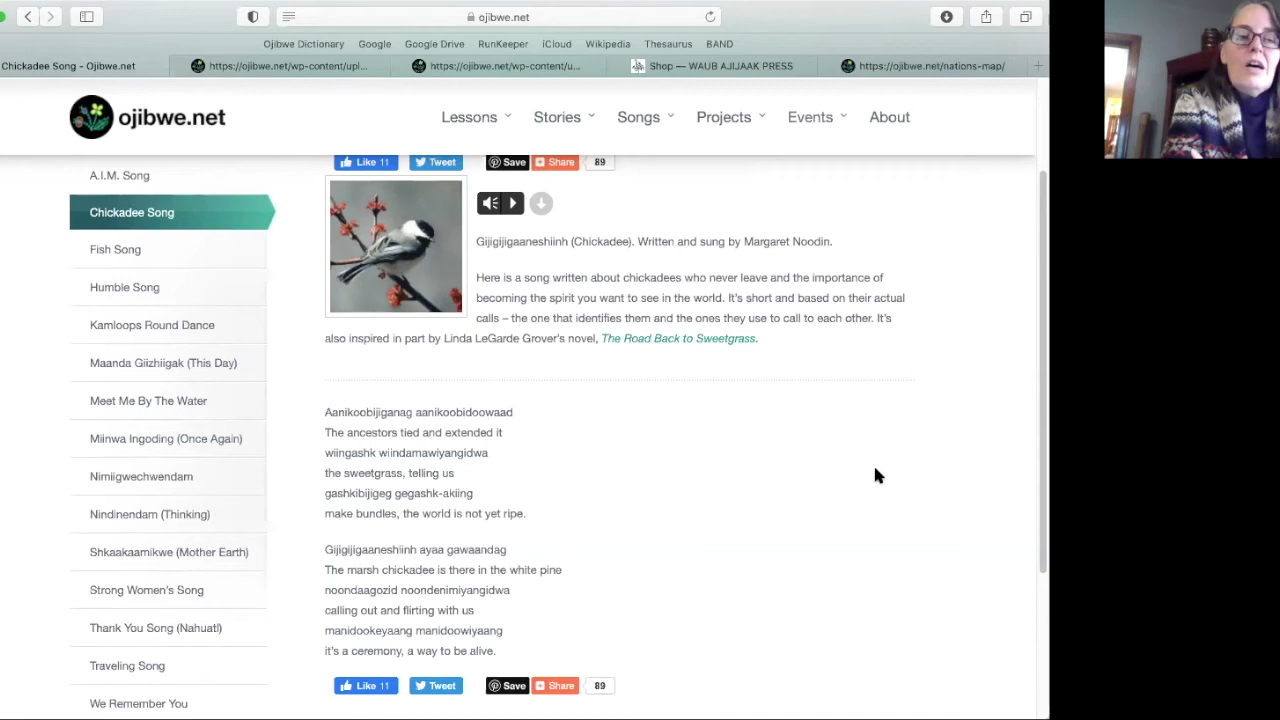 ojibwe.net
Ojibwe Dictionary Google Google Drive RunKeeper iCloud Wikipedia Thesaurus BAND
Chickadee Song - Ojibwe.net https://ojibwe.net/wp-content/upl... https://ojibwe.net/wp-content/u... Shop — WAUB AJIJAAK PRESS https://ojibwe.net/nations-map/
ojibwe.net Lessons Stories Songs Projects Events About
Like 11 Tweet Save Share 89
A.I.M. Song
Chickadee Song
Fish Song
Humble Song
Kamloops Round Dance
Maanda Giizhiigak (This Day)
Meet Me By The Water
Miinwa Ingoding (Once Again)
Nimiigwechwendam
Nindinendam (Thinking)
Shkaakaamikwe (Mother Earth)
Strong Women's Song
Thank You Song (Nahuatl)
Traveling Song
We Remember You
Gijigijigaaneshiinh (Chickadee). Written and sung by Margaret Noodin.
Here is a song written about chickadees who never leave and the importance of
becoming the spirit you want to see in the world. It's short and based on their actual
calls – the one that identifies them and the ones they use to call to each other. It's
also inspired in part by Linda LeGarde Grover's novel, The Road Back to Sweetgrass.
Aanikoobijiganag aanikoobidoowaad
The ancestors tied and extended it
wiingashk wiindamawiyangidwa
the sweetgrass, telling us
gashkibijigeg gegashk-akiing
make bundles, the world is not yet ripe.
Gijigijigaaneshiinh ayaa gawaandag
The marsh chickadee is there in the white pine
noondaagozid noondenimiyangidwa
calling out and flirting with us
manidookeyaang manidoowiyaang
it's a ceremony, a way to be alive.
Like 11 Tweet Save Share 89